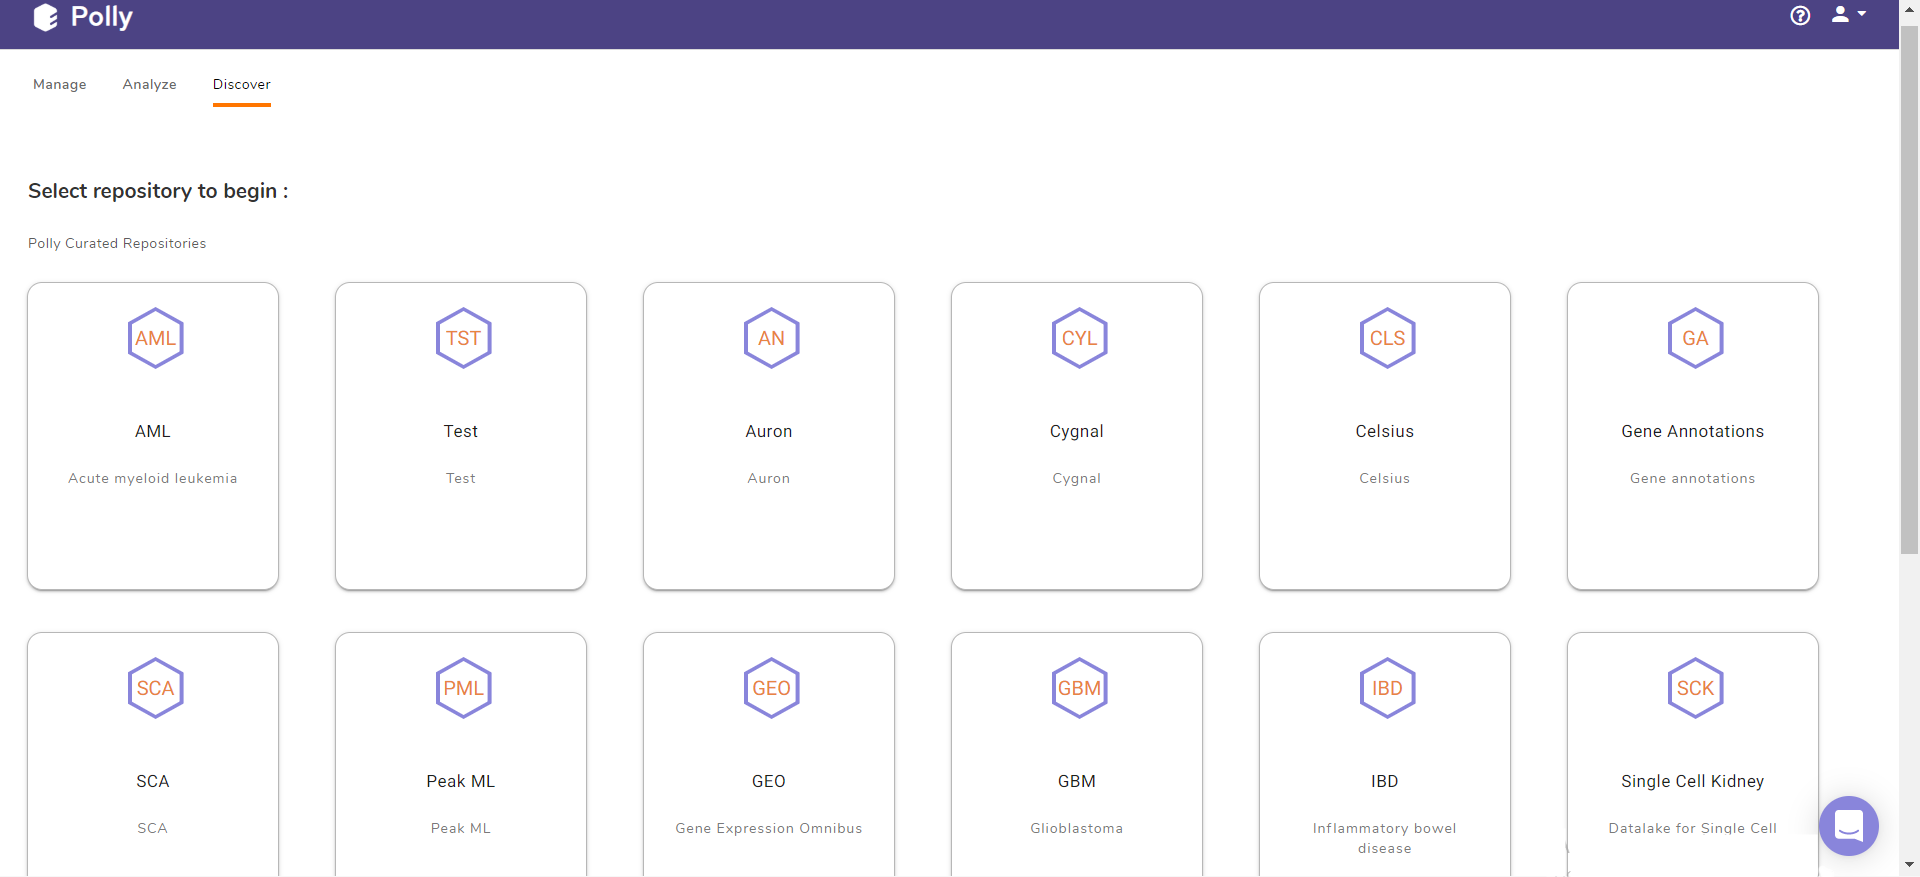 Polly
Manage Analyze Discover
Select repository to begin :
Polly Curated Repositories
AML TST AN CYL CLS GA
AML Test Auron Cygnal Celsius Gene Annotations
Acute myeloid leukemia Test Auron Cygnal Celsius Gene annotations
SCA PML GEO GBM IBD SCK
SCA Peak ML GEO GBM IBD Single Cell Kidney
SCA Peak ML Gene Expression Omnibus Glioblastoma Inflammatory bowel disease Datalake for Single Cell